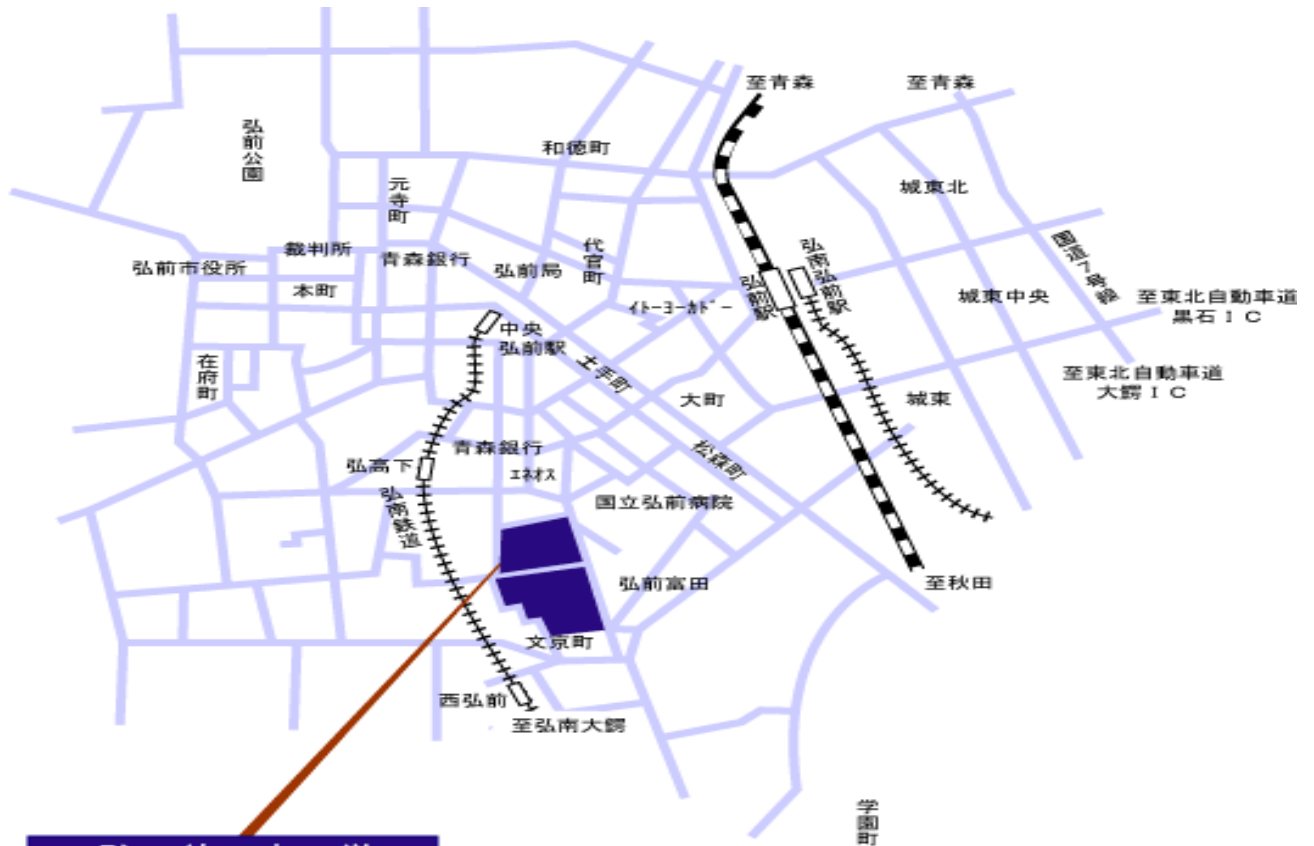 至青森
至青森
弘前公園
和徳町
城東北
元寺町
国道7号線
裁判所
青森銀行
弘前局
代官町
弘前駅
弘南弘前駅
弘前市役所
本町
城東中央
至東北自動車道
黒石ＩＣ
ｲﾄｰﾖｰｶﾄﾞｰ
中央
弘前駅
在府町
土手町
至東北自動車道
大鰐ＩＣ
大町
城東
青森銀行
松森町
弘高下
ｴﾈｵｽ
弘南鉄道
国立弘前病院
弘前富田
至秋田
文京町
西弘前
至弘南大鰐
学園町